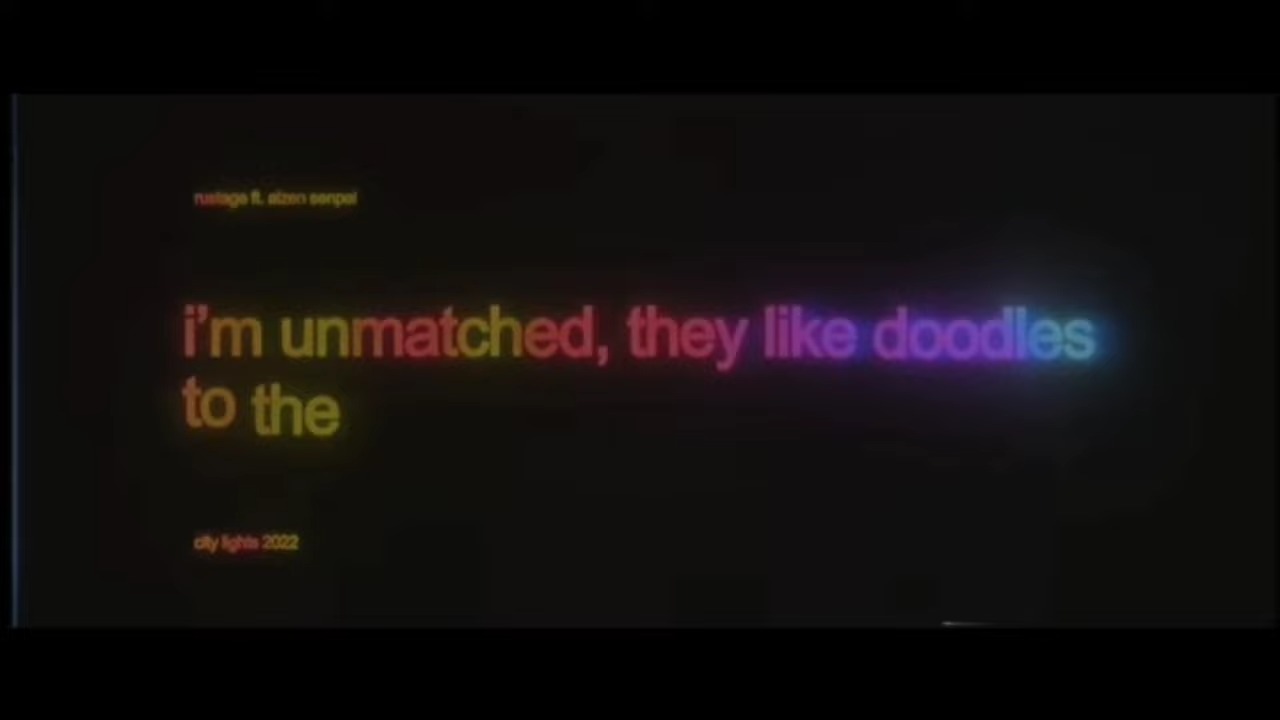 rustage ft. aizen senpai
i'm unmatched, they like doodles
to the
city lights 2022